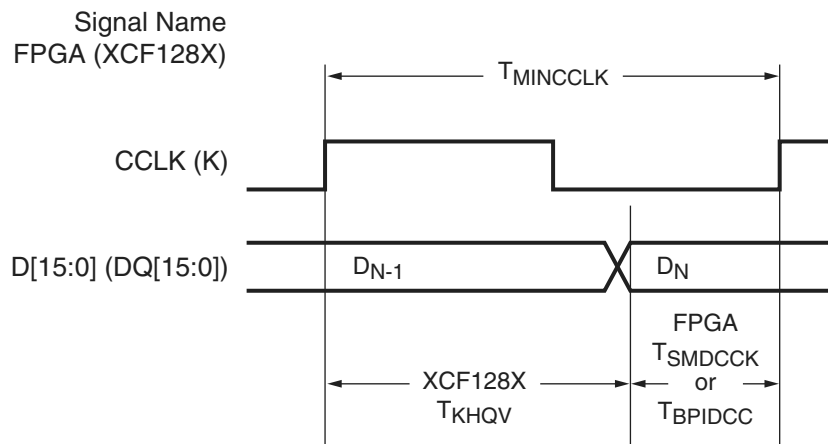 Signal Name
FPGA (XCF128X)
TMINCCLK
CCLK (K)
D[15:0] (DQ[15:0])
DN-1
DN
XCF128X
TKHQV
FPGA
TSMDCCK
or
TBPIDCC